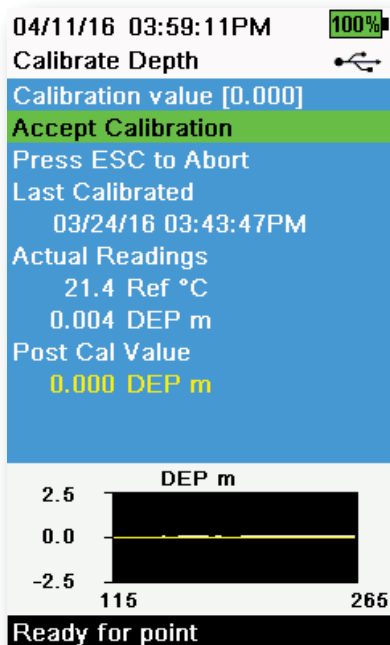 04/11/16 03:59:11PM 100%
Calibrate Depth
Calibration value [0.000]
Accept Calibration
Press ESC to Abort
Last Calibrated
03/24/16 03:43:47PM
Actual Readings
21.4 Ref °C
0.004 DEP m
Post Cal Value
0.000 DEP m
DEP m
2.5
0.0
-2.5
115 265
Ready for point